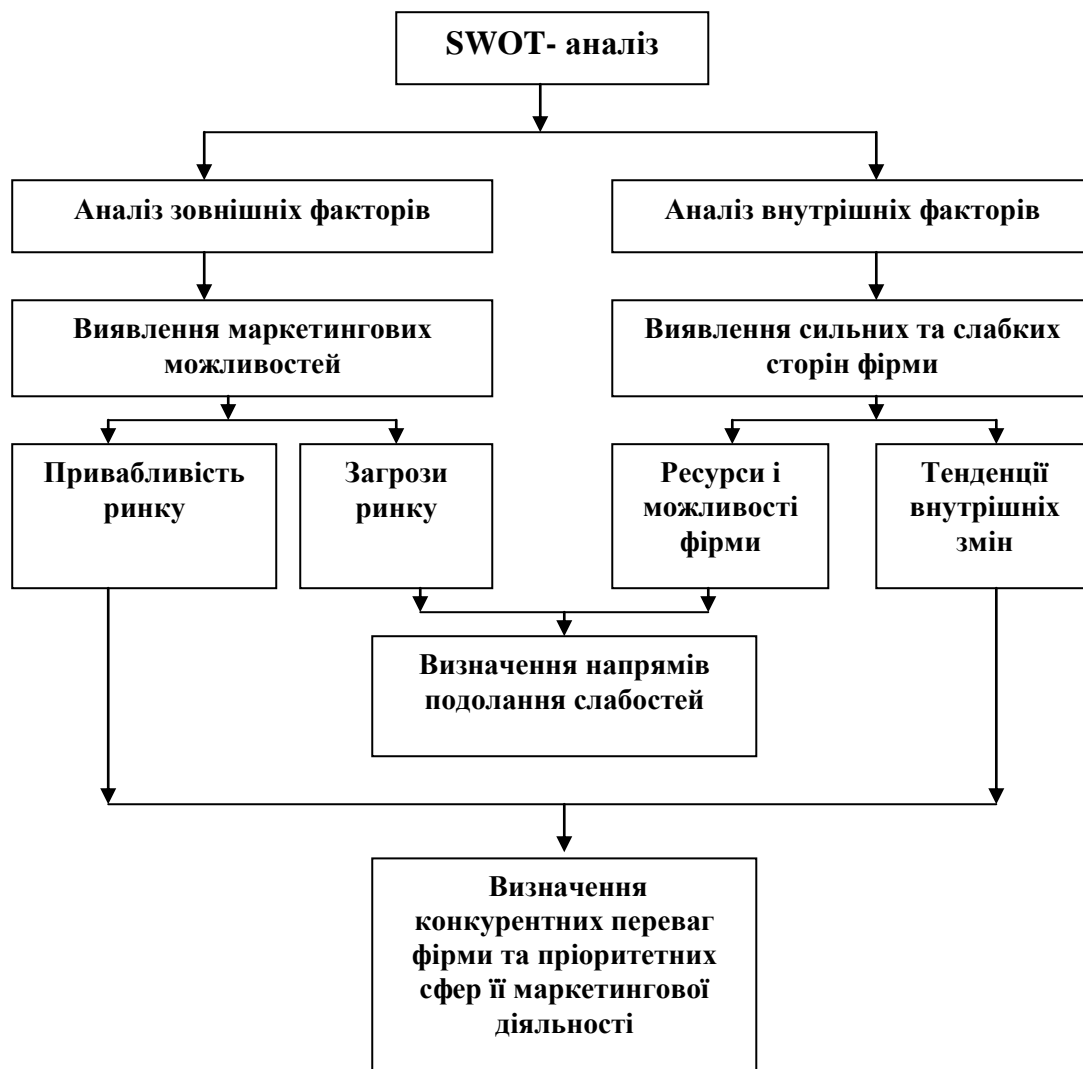 SWOT- аналіз
Аналіз зовнішніх факторів
Аналіз внутрішніх факторів
Виявлення маркетингових
можливостей
Виявлення сильних та слабких
сторін фірми
Привабливість
ринку
Загрози
ринку
Ресурси і
можливості
фірми
Тенденції
внутрішніх
змін
Визначення напрямів
подолання слабостей
Визначення
конкурентних переваг
фірми та пріоритетних
сфер її маркетингової
діяльності